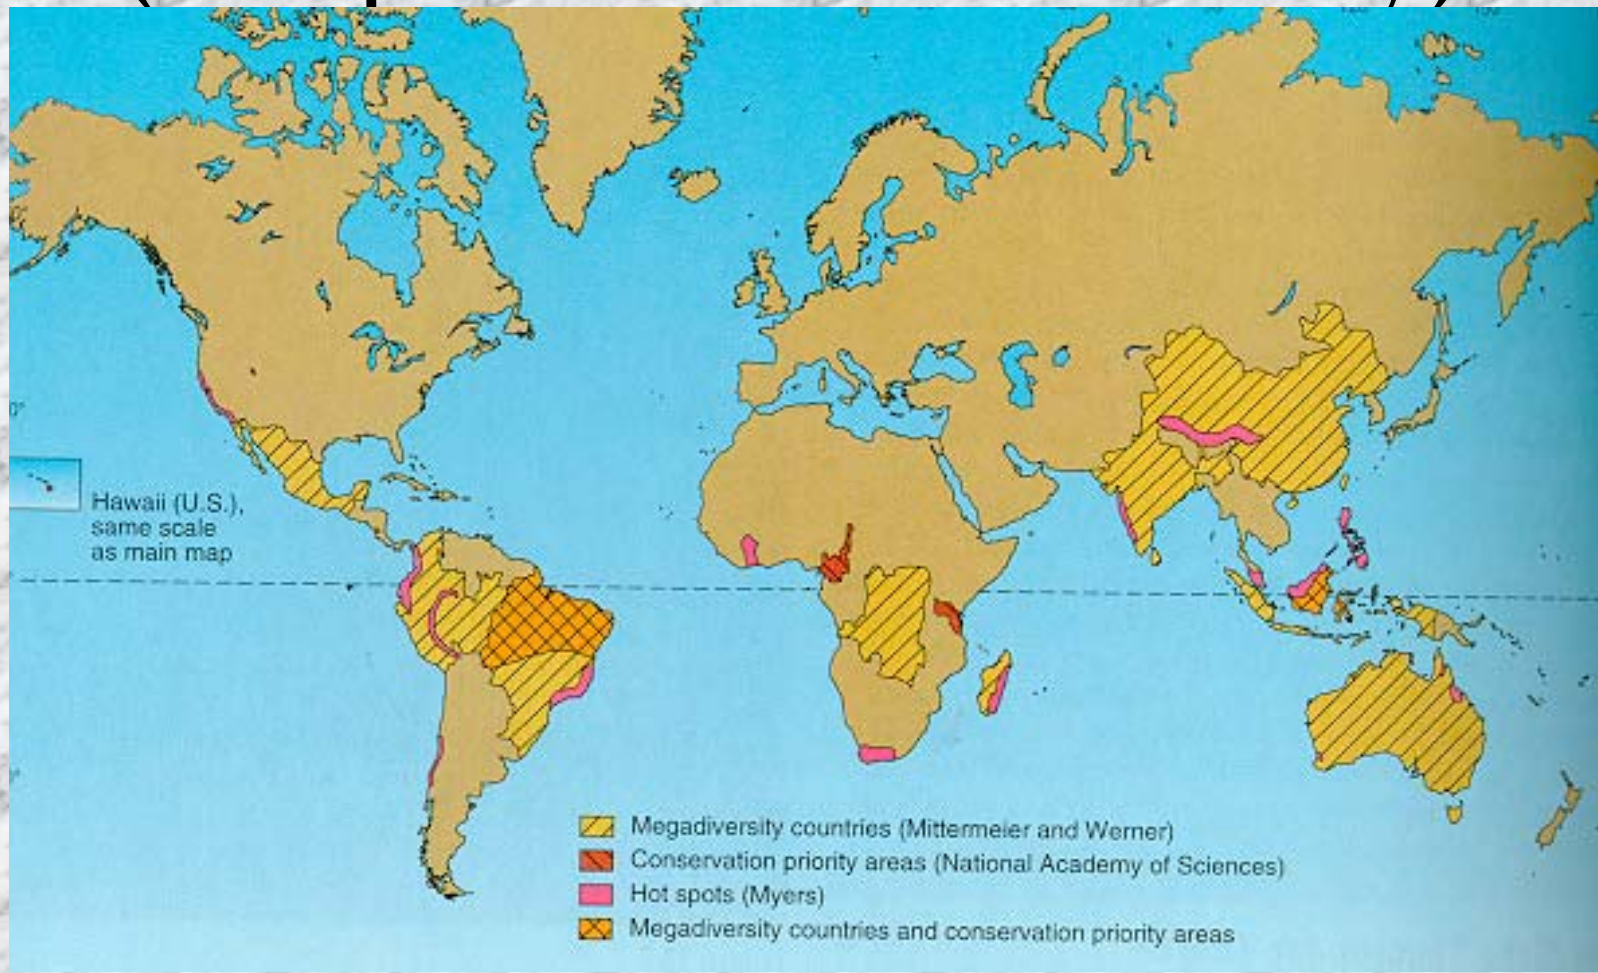 Hawaii (U.S.),
same scale
as main map
Megadiversity countries (Mittermeier and Werner)
Conservation priority areas (National Academy of Sciences)
Hot spots (Myers)
Megadiversity countries and conservation priority areas